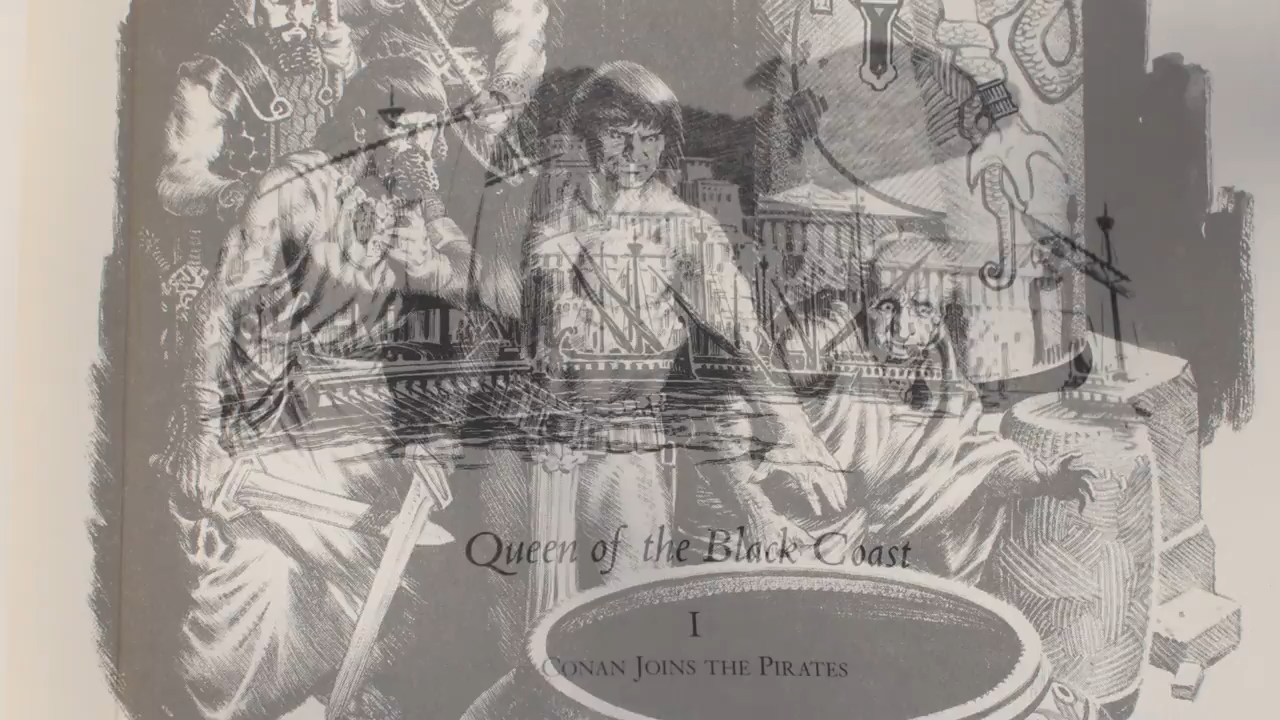 Queen of the Black Coast
I
Conan Joins the Pirates